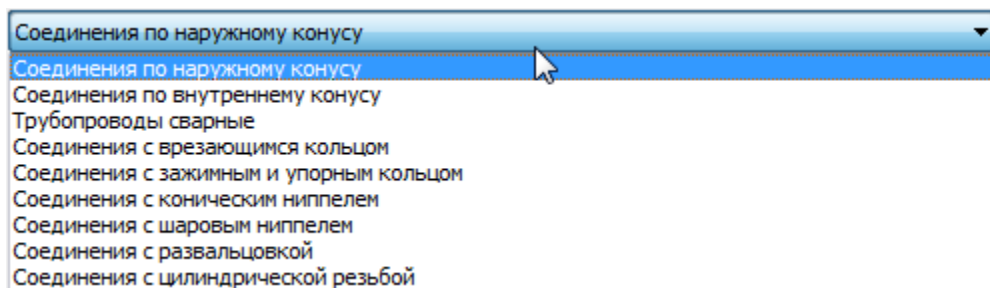 Соединения по наружному конусу
Соединения по наружному конусу
Соединения по внутреннему конусу
Трубопроводы сварные
Соединения с врезающимся кольцом
Соединения с зажимным и упорным кольцом
Соединения с коническим ниппелем
Соединения с шаровым ниппелем
Соединения с развальцовкой
Соединения с цилиндрической резьбой